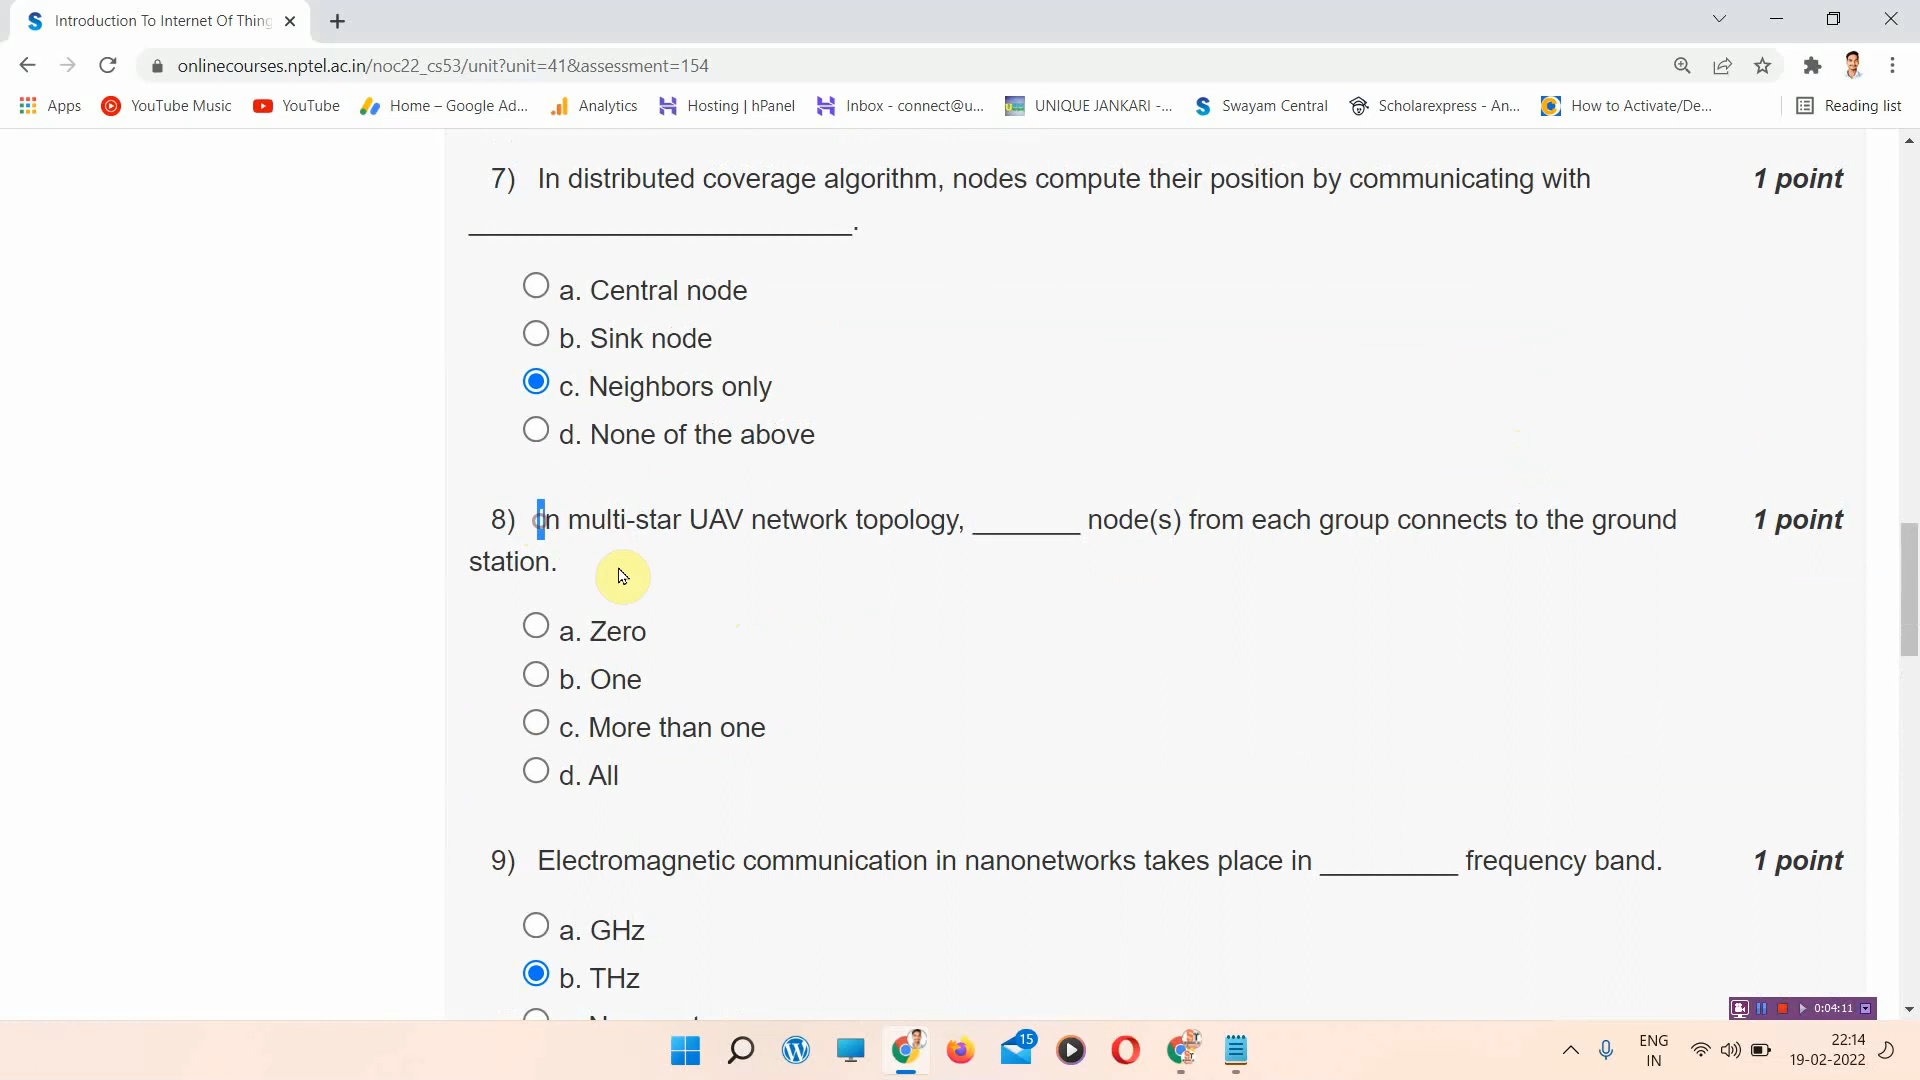 Introduction To Internet Of Thing
onlinecourses.nptel.ac.in/noc22_cs53/unit?unit=41&assessment=154
Apps YouTube Music YouTube Home – Google Ad... Analytics Hosting | hPanel Inbox - connect@u... UNIQUE JANKARI -... Swayam Central Scholarexpress - An... How to Activate/De... Reading list
7) In distributed coverage algorithm, nodes compute their position by communicating with 1 point
_________________________.
a. Central node
b. Sink node
c. Neighbors only
d. None of the above
8) In multi-star UAV network topology, _______ node(s) from each group connects to the ground 1 point
station.
a. Zero
b. One
c. More than one
d. All
9) Electromagnetic communication in nanonetworks takes place in _________ frequency band. 1 point
a. GHz
b. THz
0:04:11
15
ENG
IN
22:14
19-02-2022